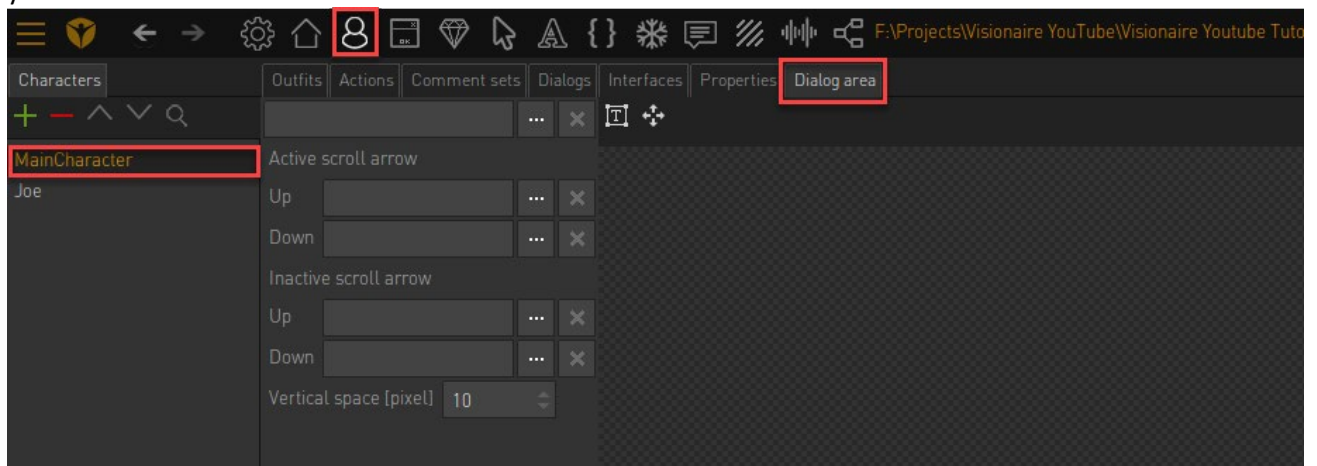 F:\Projects\Visionaire YouTube\Visionaire Youtube Tuto
Characters
Outfits Actions Comment sets Dialogs Interfaces Properties Dialog area
MainCharacter
Joe
Active scroll arrow
Up
Down
Inactive scroll arrow
Up
Down
Vertical space [pixel] 10